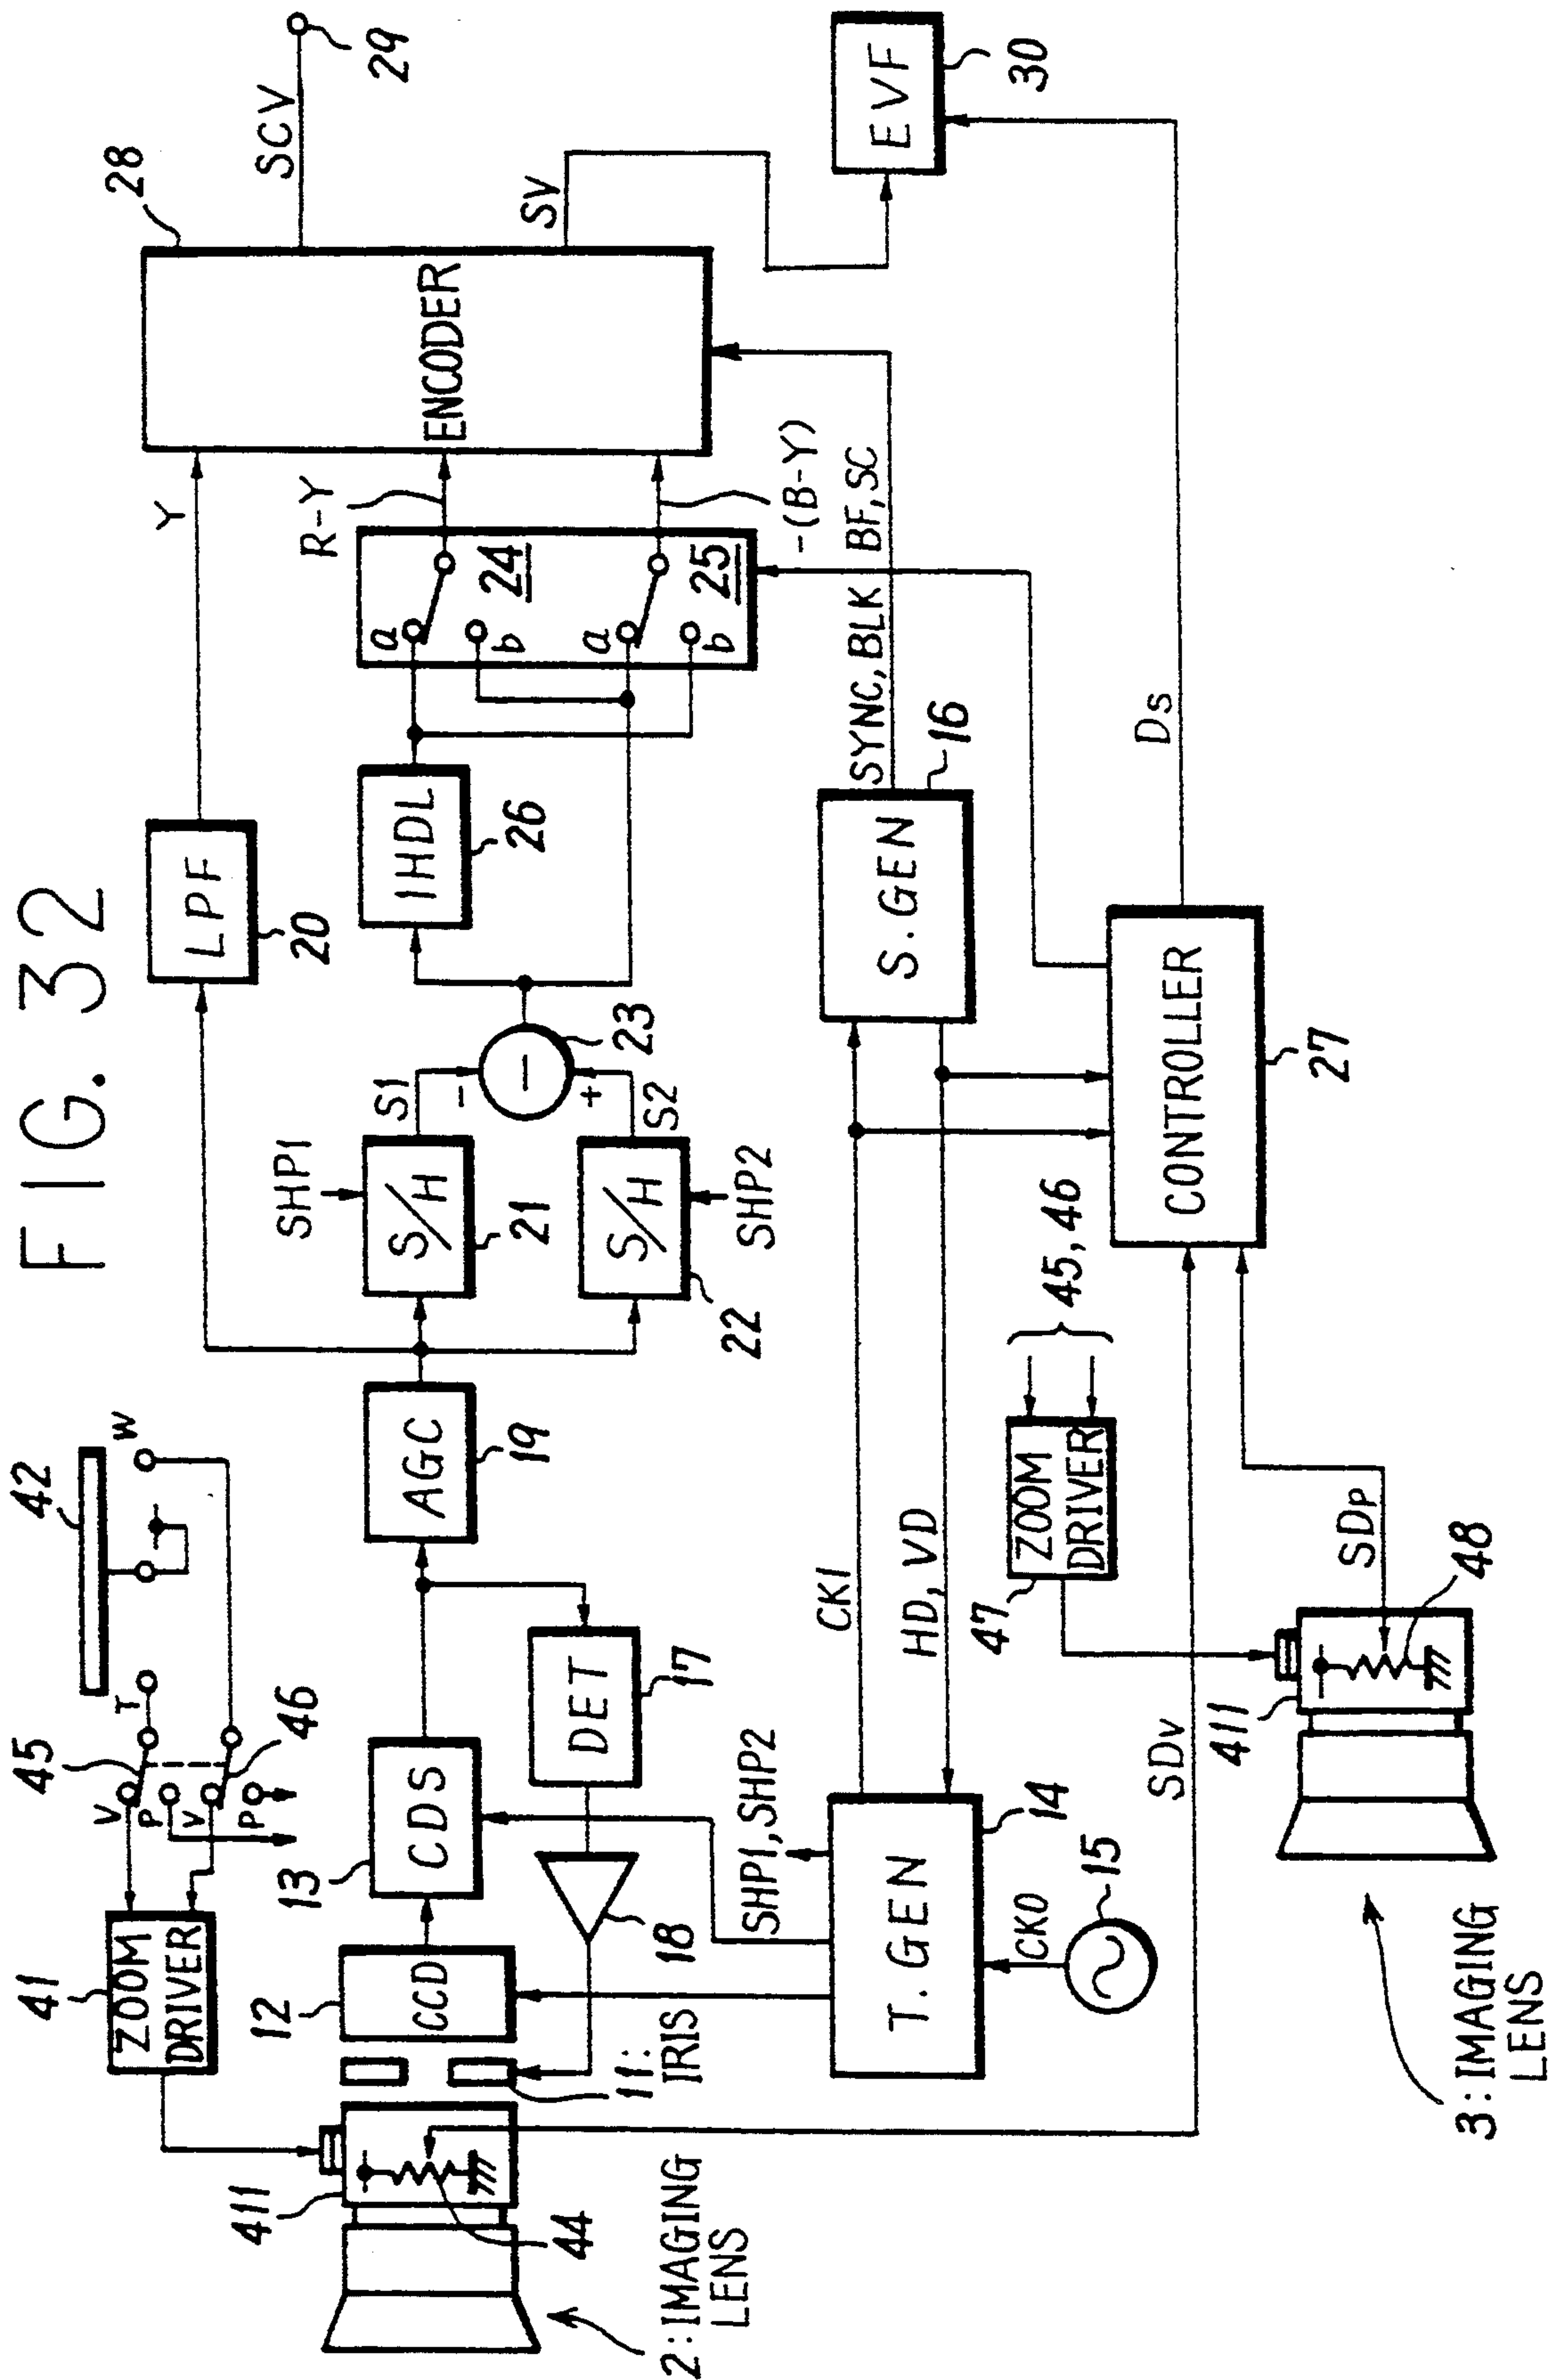 FIG. 32
41
ZOOM
DRIVER
45
42
V
P
V
P
T
W
46
411
44
2: IMAGING
LENS
11:
IRIS
12
CCD
13
CDS
DET
17
18
AGC
19
LPF
20
Y
SHP1
S/H
21
S1
-
−
+
23
S2
S/H
22
SHP2
1HDL
26
a
b
24
a
b
25
R-Y
-(B-Y)
28
ENCODER
SCV
29
SV
EVF
30
SYNC, BLK BF, SC
S.GEN
16
CK1
HD, VD
SHP1, SHP2
T.GEN
14
CK0
15
47
ZOOM
DRIVER
45, 46
CONTROLLER
27
Ds
SDv
SDp
411
48
3: IMAGING
LENS